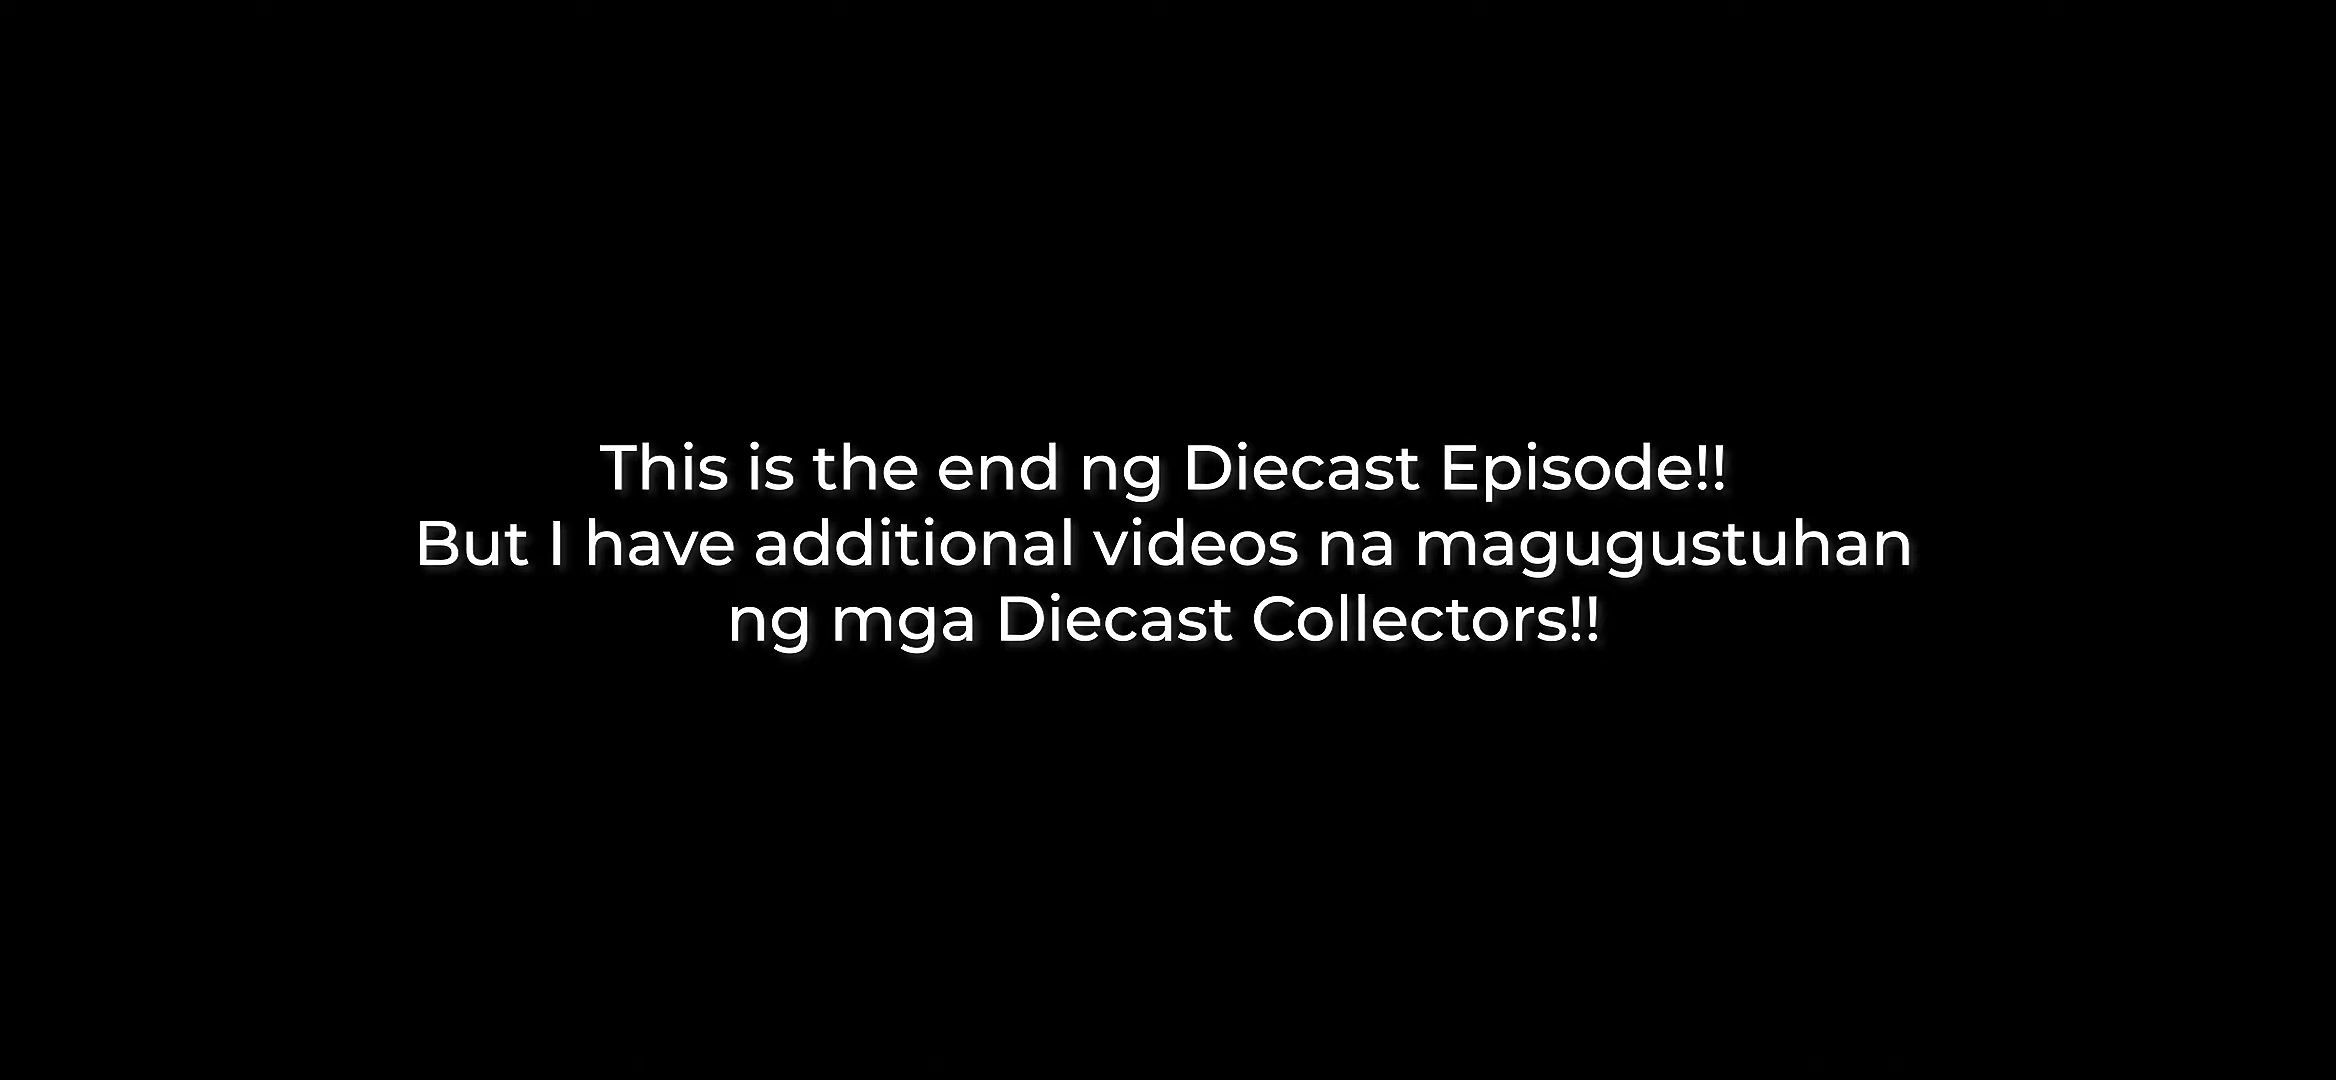 This is the end ng Diecast Episode!!
But I have additional videos na magugustuhan
ng mga Diecast Collectors!!